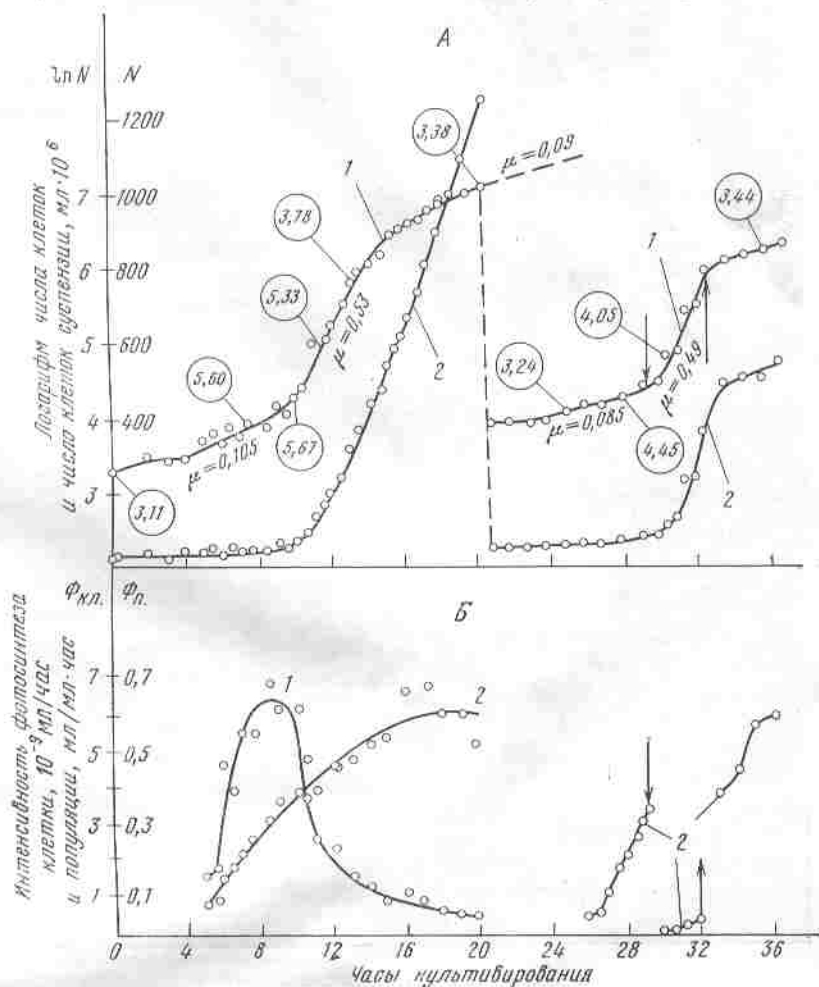 А
ln N N
Логарифм числа клеток
и число клеток суспензии, мл·10⁶
1200
7 1000
6 800
600
4 400
3
3,11
5,60
μ=0,105
5,67
5,33
3,78
1
μ=0,53
3,38
μ=0,09
2
3,24
μ=0,085
4,45
4,05
1
μ=0,49
3,44
2
Б
Φкл. Φп.
Интенсивность фотосинтеза
клетки, 10⁻⁹ мл/час
и популяции, мл/мл·час
7 0,7
5 0,5
3 0,3
1 0,1
1
2
2
0 4 8 12 16 20 24 28 32 36
Часы культивирования